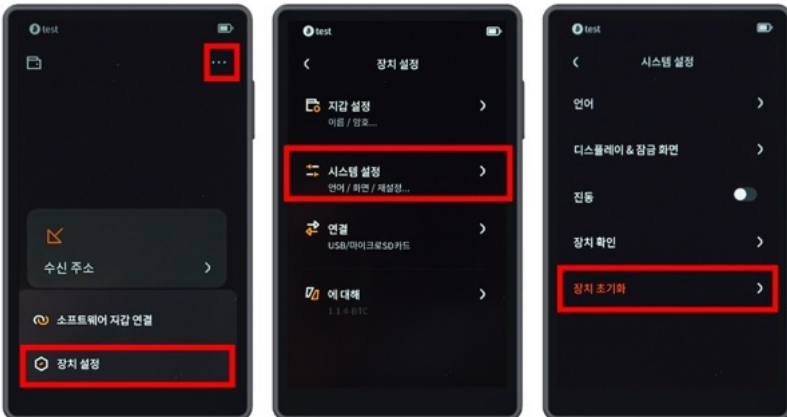 test
수신 주소
소프트웨어 지갑 연결
장치 설정
test
장치 설정
지갑 설정
이름 / 암호...
시스템 설정
언어 / 화면 / 재설정...
연결
USB/마이크로SD카드
에 대해
1.1.4-BTC
test
시스템 설정
언어
디스플레이 & 잠금 화면
진동
장치 확인
장치 초기화